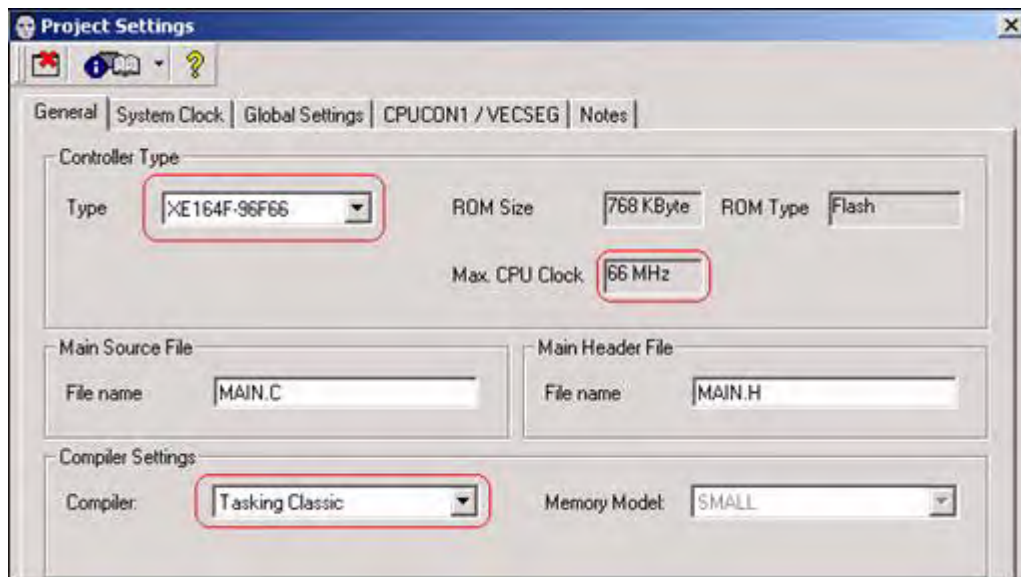 Project Settings
General System Clock Global Settings CPUCON1 / VECSEG Notes
Controller Type
Type XE164F-96F66 ROM Size 768 KByte ROM Type Flash
Max. CPU Clock 66 MHz
Main Source File Main Header File
File name MAIN.C File name MAIN.H
Compiler Settings
Compiler: Tasking Classic Memory Model: SMALL